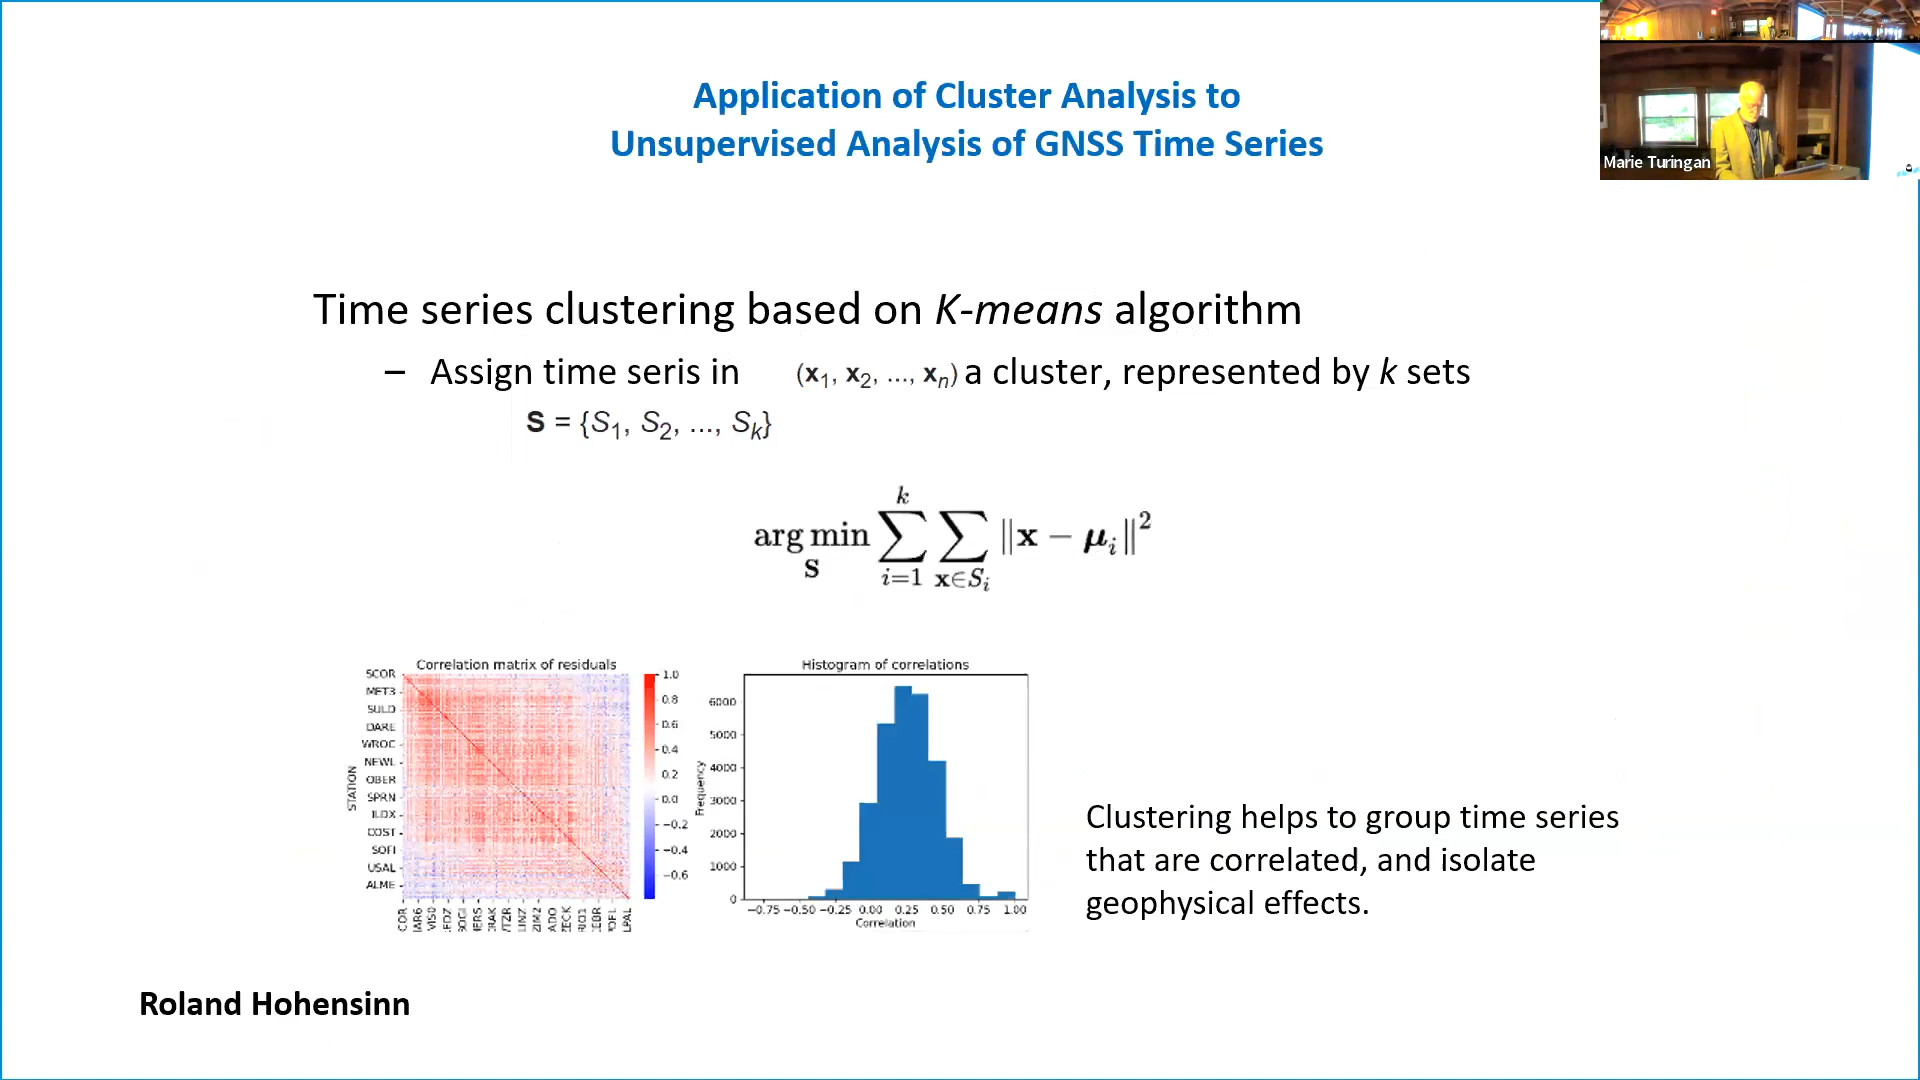 Application of Cluster Analysis to
Unsupervised Analysis of GNSS Time Series
Marie Turingan
Time series clustering based on K-means algorithm
– Assign time seris in (x1, x2, ..., xn) a cluster, represented by k sets
S = {S1, S2, ..., Sk}
arg min S ∑ i=1 k ∑ x∈Si ‖x − μi‖²
Correlation matrix of residuals
STATION
SCOR
MET3
SULD
DARE
WROC
NEWL
OBER
SPRN
ILDX
COST
SOFI
USAL
ALME
1.0
0.8
0.6
0.4
0.2
0.0
−0.2
−0.4
−0.6
Histogram of correlations
Frequency
6000
5000
4000
3000
2000
1000
0
−0.75 −0.50 −0.25 0.00 0.25 0.50 0.75 1.00
Correlation
Clustering helps to group time series
that are correlated, and isolate
geophysical effects.
Roland Hohensinn